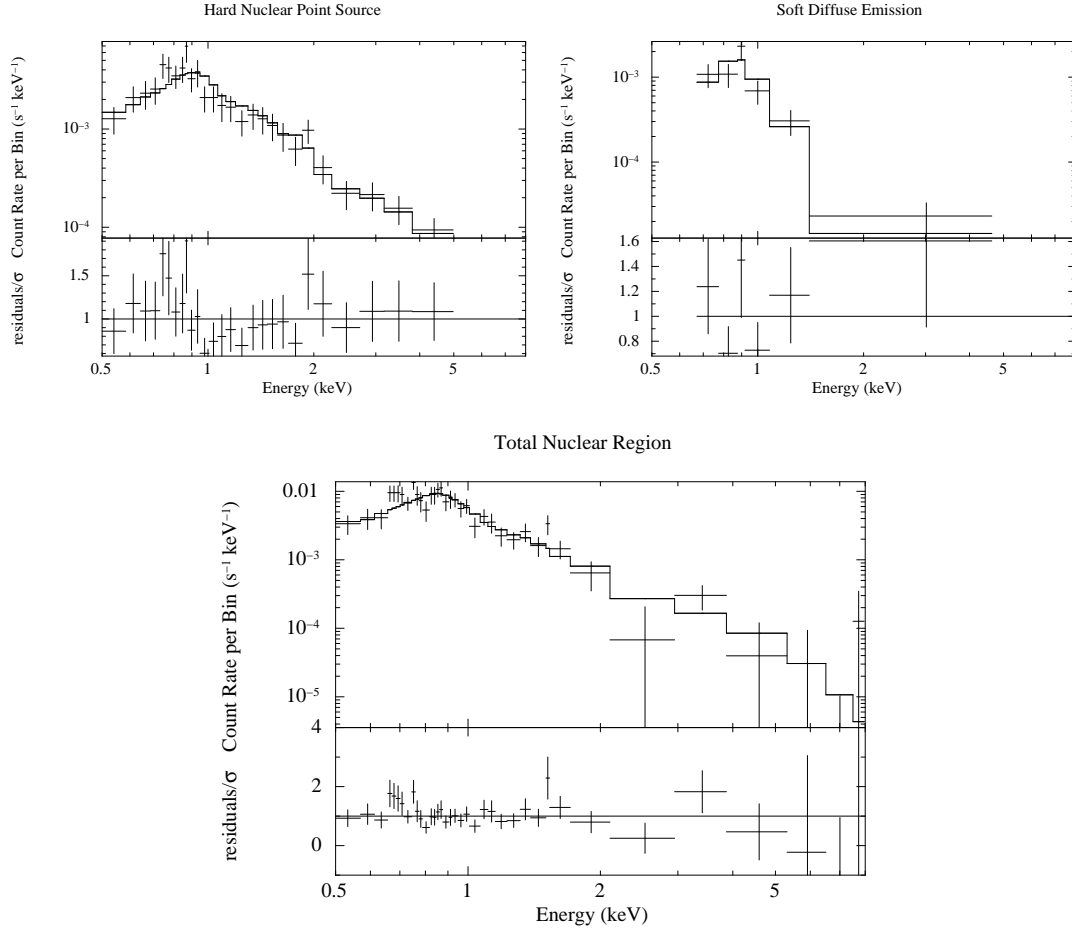 Hard Nuclear Point Source
Count Rate per Bin (s⁻¹ keV⁻¹)
residuals/σ
10⁻³
10⁻⁴
1.5
1
0.5 1 2 5
Energy (keV)
Soft Diffuse Emission
Count Rate per Bin (s⁻¹ keV⁻¹)
residuals/σ
10⁻³
10⁻⁴
1.6
1.4
1.2
1
0.8
0.5 1 2 5
Energy (keV)
Total Nuclear Region
Count Rate per Bin (s⁻¹ keV⁻¹)
residuals/σ
0.01
10⁻³
10⁻⁴
10⁻⁵
4
2
0
0.5 1 2 5
Energy (keV)